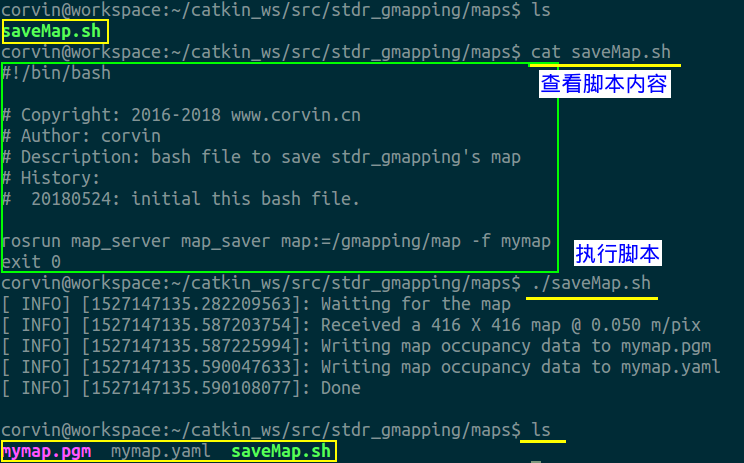 corvin@workspace:~/catkin_ws/src/stdr_gmapping/maps$ ls
saveMap.sh
corvin@workspace:~/catkin_ws/src/stdr_gmapping/maps$ cat saveMap.sh
#!/bin/bash
查看脚本内容
# Copyright: 2016-2018 www.corvin.cn
# Author: corvin
# Description: bash file to save stdr_gmapping's map
# History:
#  20180524: initial this bash file.
rosrun map_server map_saver map:=/gmapping/map -f mymap
执行脚本
exit 0
corvin@workspace:~/catkin_ws/src/stdr_gmapping/maps$ ./saveMap.sh
[ INFO] [1527147135.282209563]: Waiting for the map
[ INFO] [1527147135.587203754]: Received a 416 X 416 map @ 0.050 m/pix
[ INFO] [1527147135.587225994]: Writing map occupancy data to mymap.pgm
[ INFO] [1527147135.590047633]: Writing map occupancy data to mymap.yaml
[ INFO] [1527147135.590108077]: Done
corvin@workspace:~/catkin_ws/src/stdr_gmapping/maps$ ls
mymap.pgm  mymap.yaml  saveMap.sh